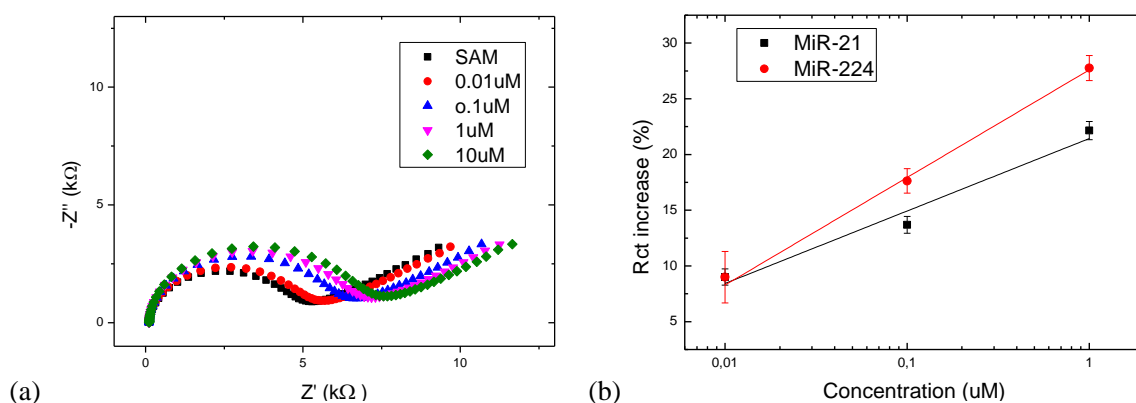 SAM
0.01uM
o.1uM
1uM
10uM
-Z'' (kΩ)
10
5
0
0 5 10
Z' (kΩ )
(a)
MiR-21
MiR-224
Rct increase (%)
30
25
20
15
10
5
0,01 0,1 1
Concentration (uM)
(b)